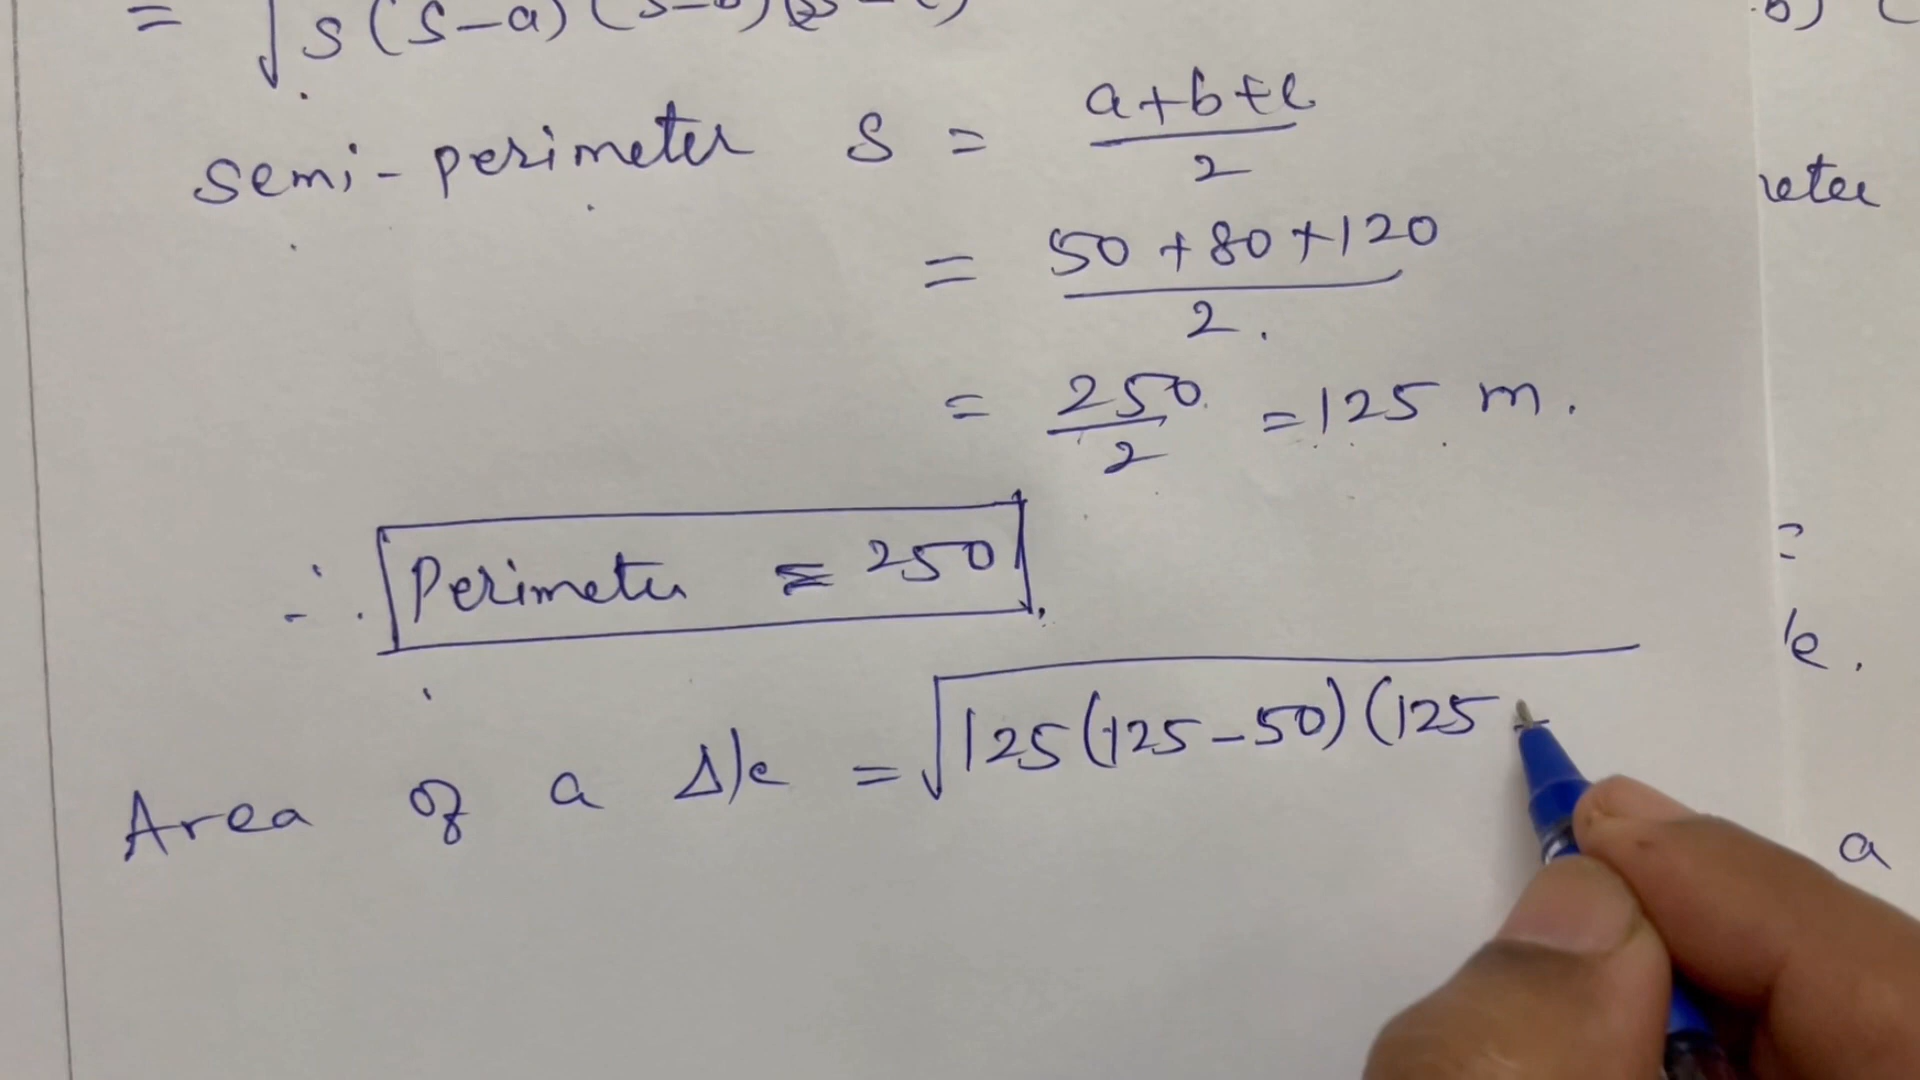 = √s(s-a)(s-b)(s-c)
semi-perimeter s = a+b+c
2
= 50+80+120
2.
= 250/2 =125 m.
∴ Perimeter = 250
Area of a Δle = √125(125-50)(125-
b) (
=
le.
a